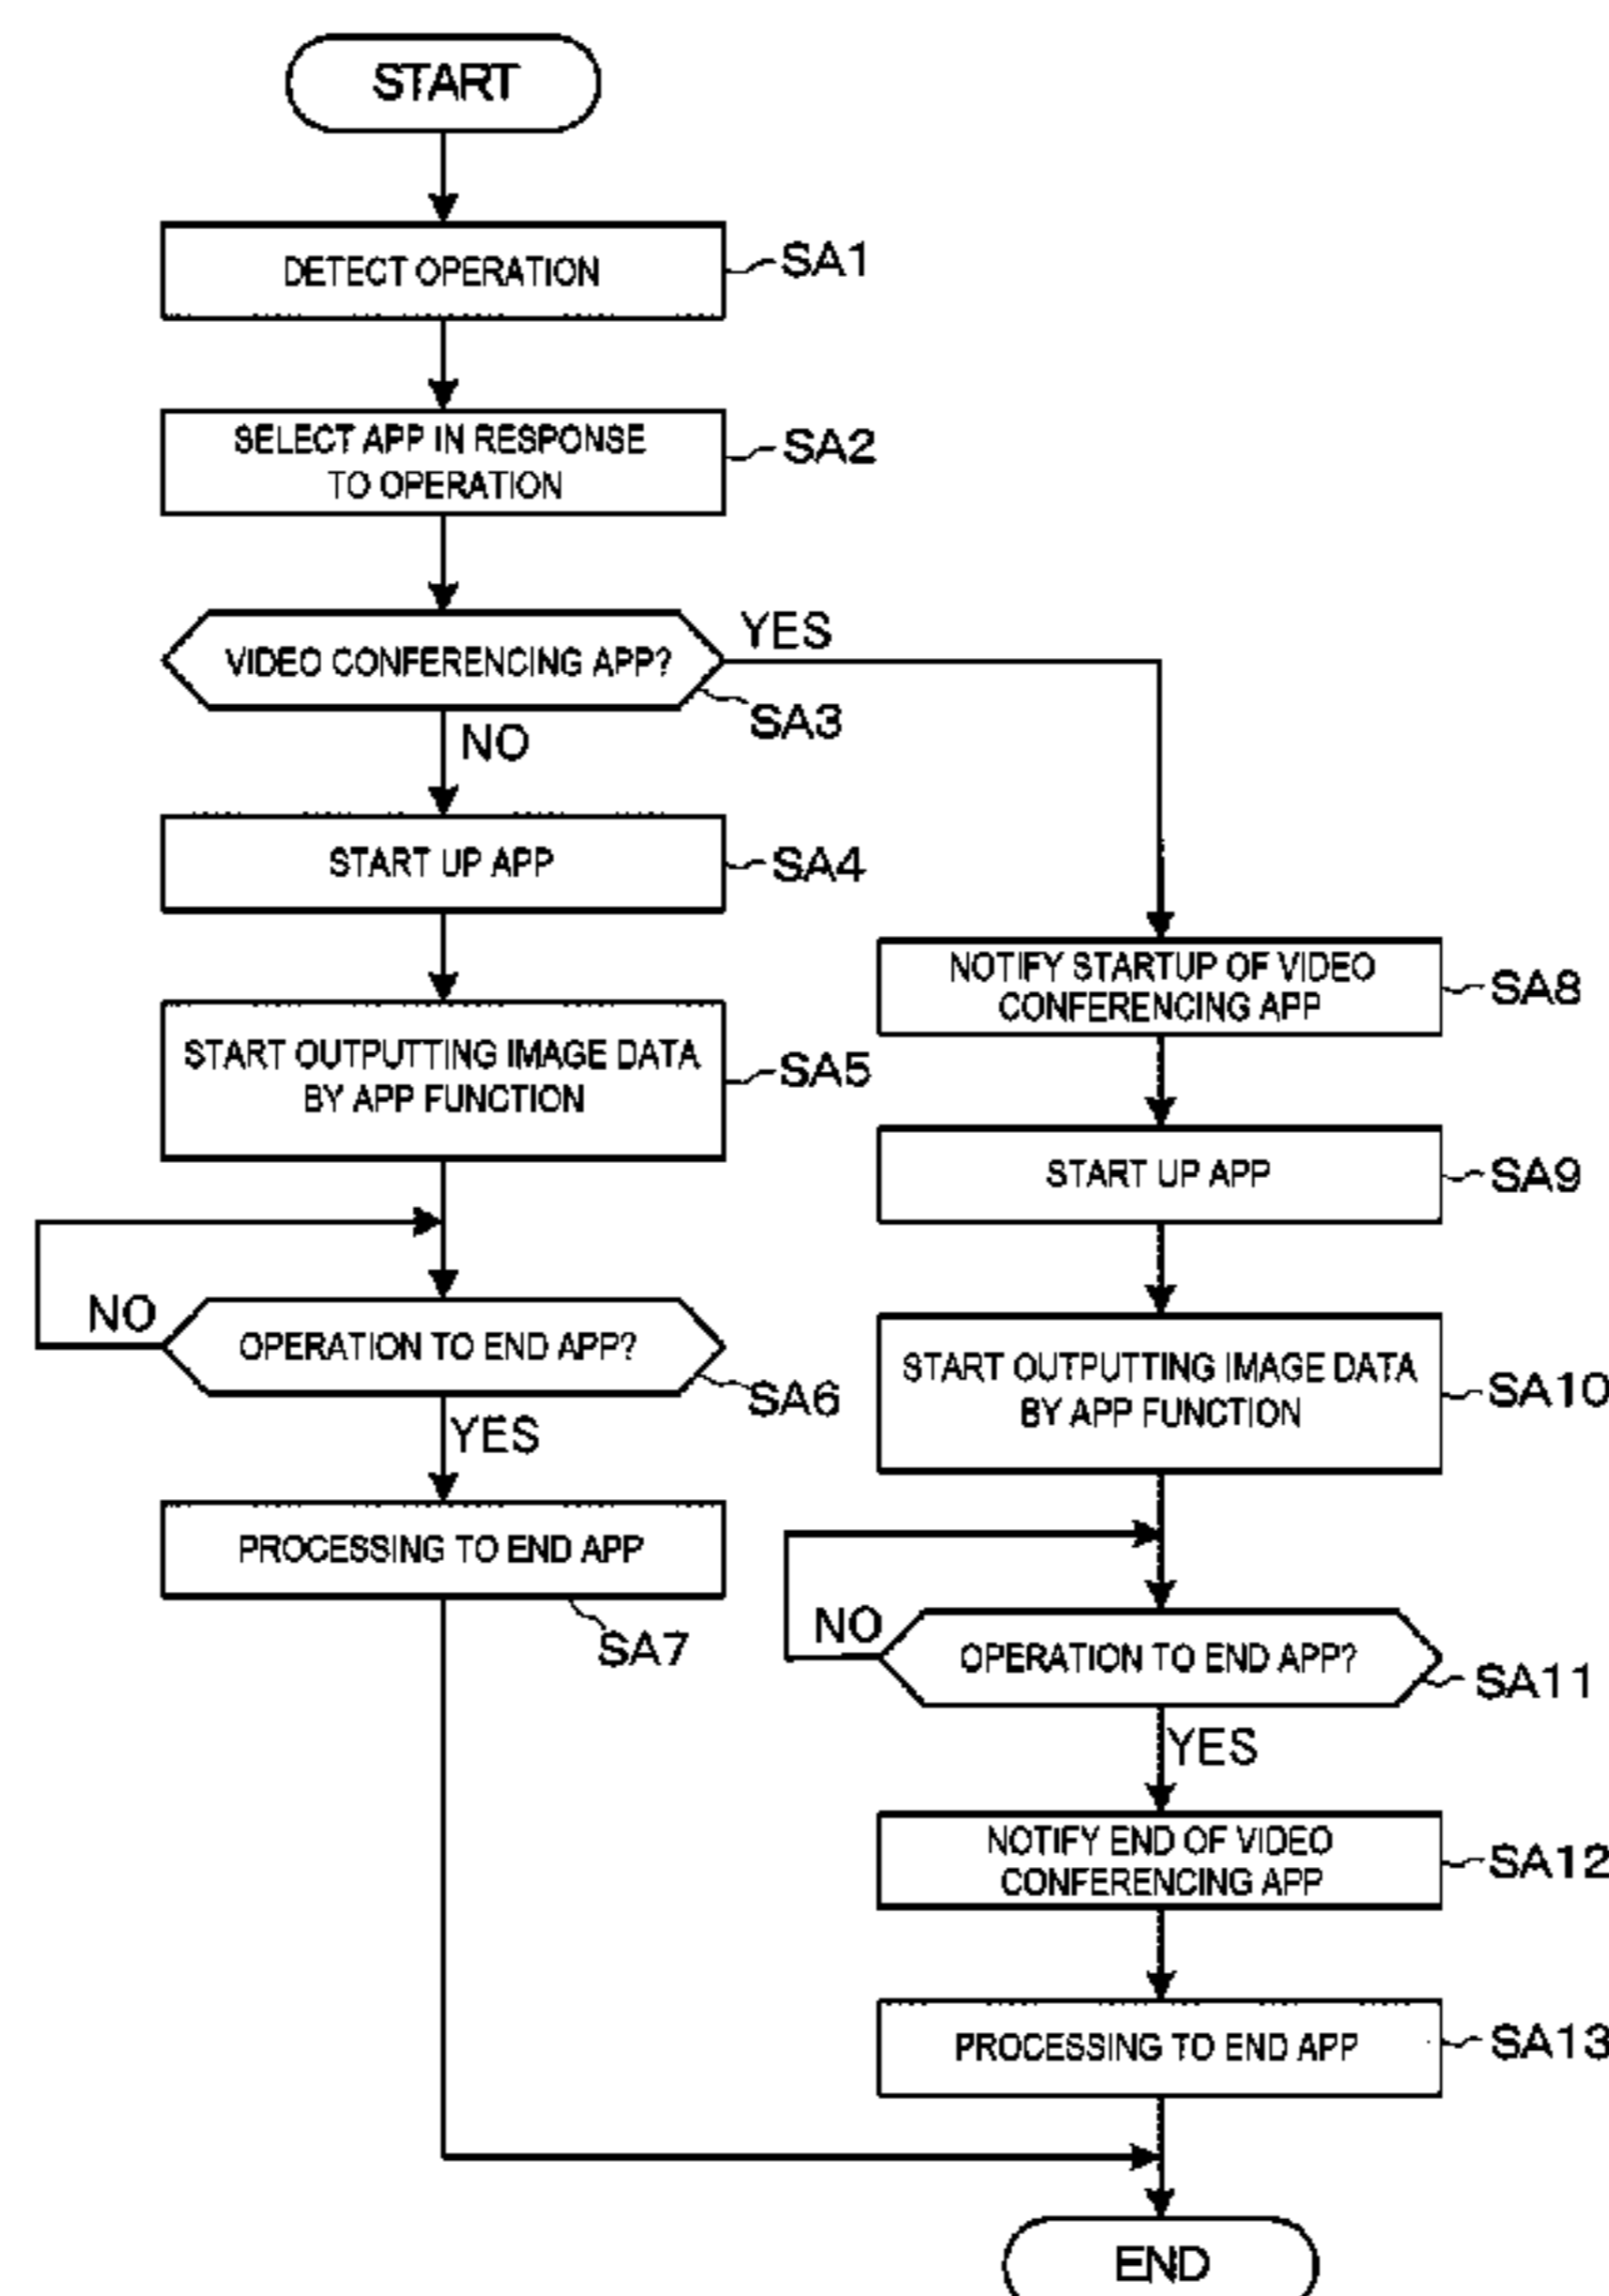 START
DETECT OPERATION
SA1
SELECT APP IN RESPONSE
TO OPERATION
SA2
VIDEO CONFERENCING APP?
YES
SA3
NO
START UP APP
SA4
START OUTPUTTING IMAGE DATA
BY APP FUNCTION
SA5
NO
OPERATION TO END APP?
SA6
YES
PROCESSING TO END APP
SA7
NOTIFY STARTUP OF VIDEO
CONFERENCING APP
SA8
START UP APP
SA9
START OUTPUTTING IMAGE DATA
BY APP FUNCTION
SA10
NO
OPERATION TO END APP?
SA11
YES
NOTIFY END OF VIDEO
CONFERENCING APP
SA12
PROCESSING TO END APP
SA13
END